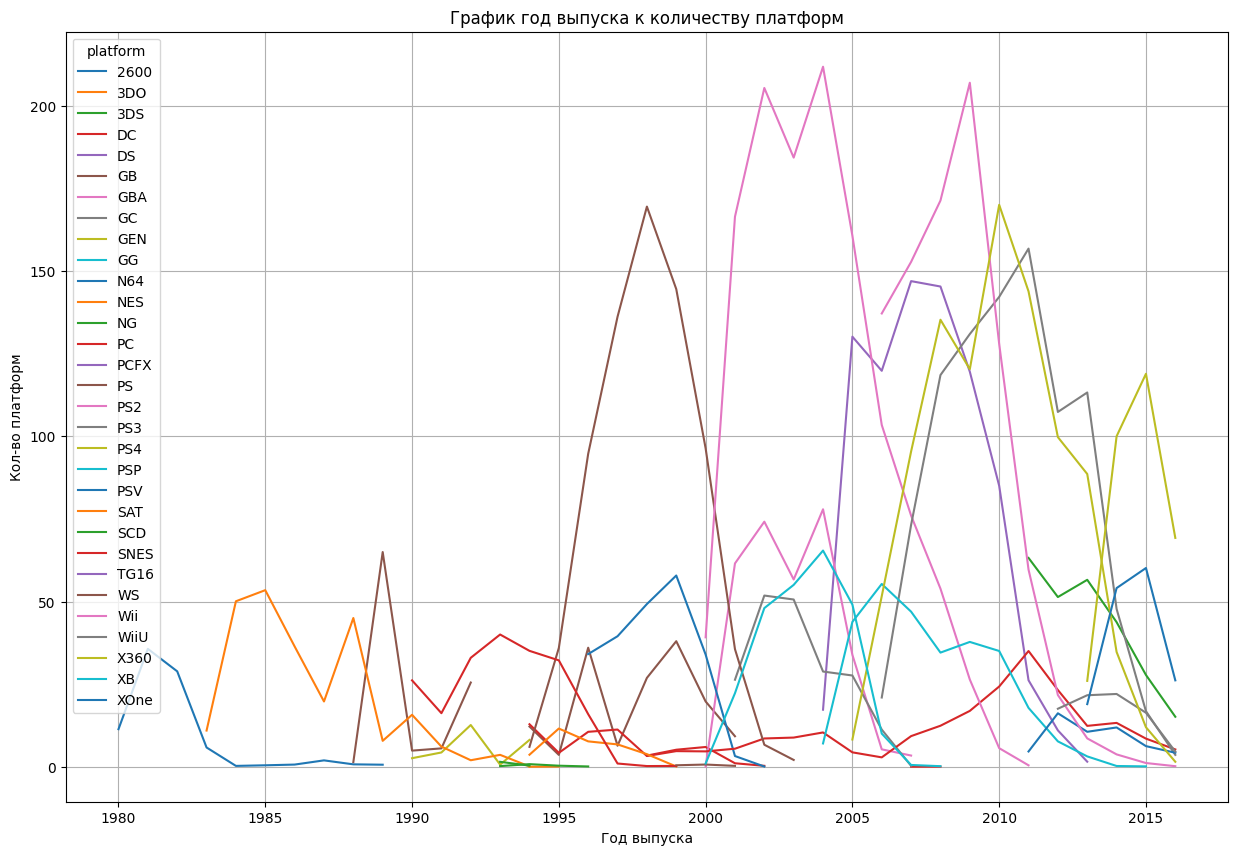 График год выпуска к количеству платформ
platform
2600
3DO
3DS
DC
DS
GB
GBA
GC
GEN
GG
N64
NES
NG
PC
PCFX
PS
PS2
PS3
PS4
PSP
PSV
SAT
SCD
SNES
TG16
WS
Wii
WiiU
X360
XB
XOne
Кол-во платформ
200
150
100
50
0
1980 1985 1990 1995 2000 2005 2010 2015
Год выпуска